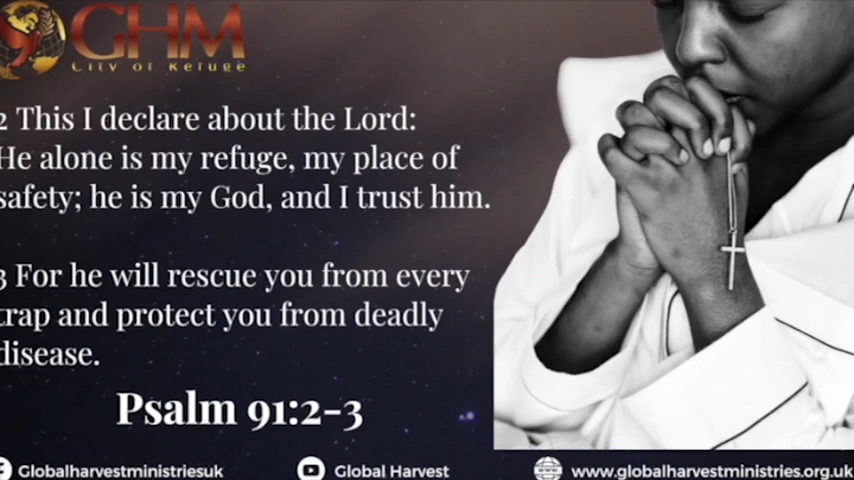 GHM
City of Refuge
2 This I declare about the Lord:
He alone is my refuge, my place of
safety; he is my God, and I trust him.
3 For he will rescue you from every
trap and protect you from deadly
disease.
Psalm 91:2-3
Globalharvestministriesuk
Global Harvest
www.globalharvestministries.org.uk